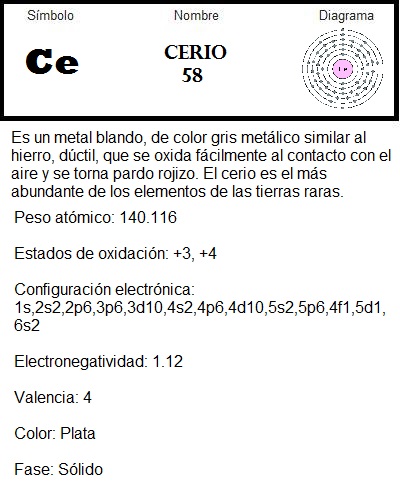 Símbolo Nombre Diagrama
Ce CERIO
58
Es un metal blando, de color gris metálico similar al
hierro, dúctil, que se oxida fácilmente al contacto con el
aire y se torna pardo rojizo. El cerio es el más
abundante de los elementos de las tierras raras.
Peso atómico: 140.116
Estados de oxidación: +3, +4
Configuración electrónica:
1s,2s2,2p6,3p6,3d10,4s2,4p6,4d10,5s2,5p6,4f1,5d1,
6s2
Electronegatividad: 1.12
Valencia: 4
Color: Plata
Fase: Sólido